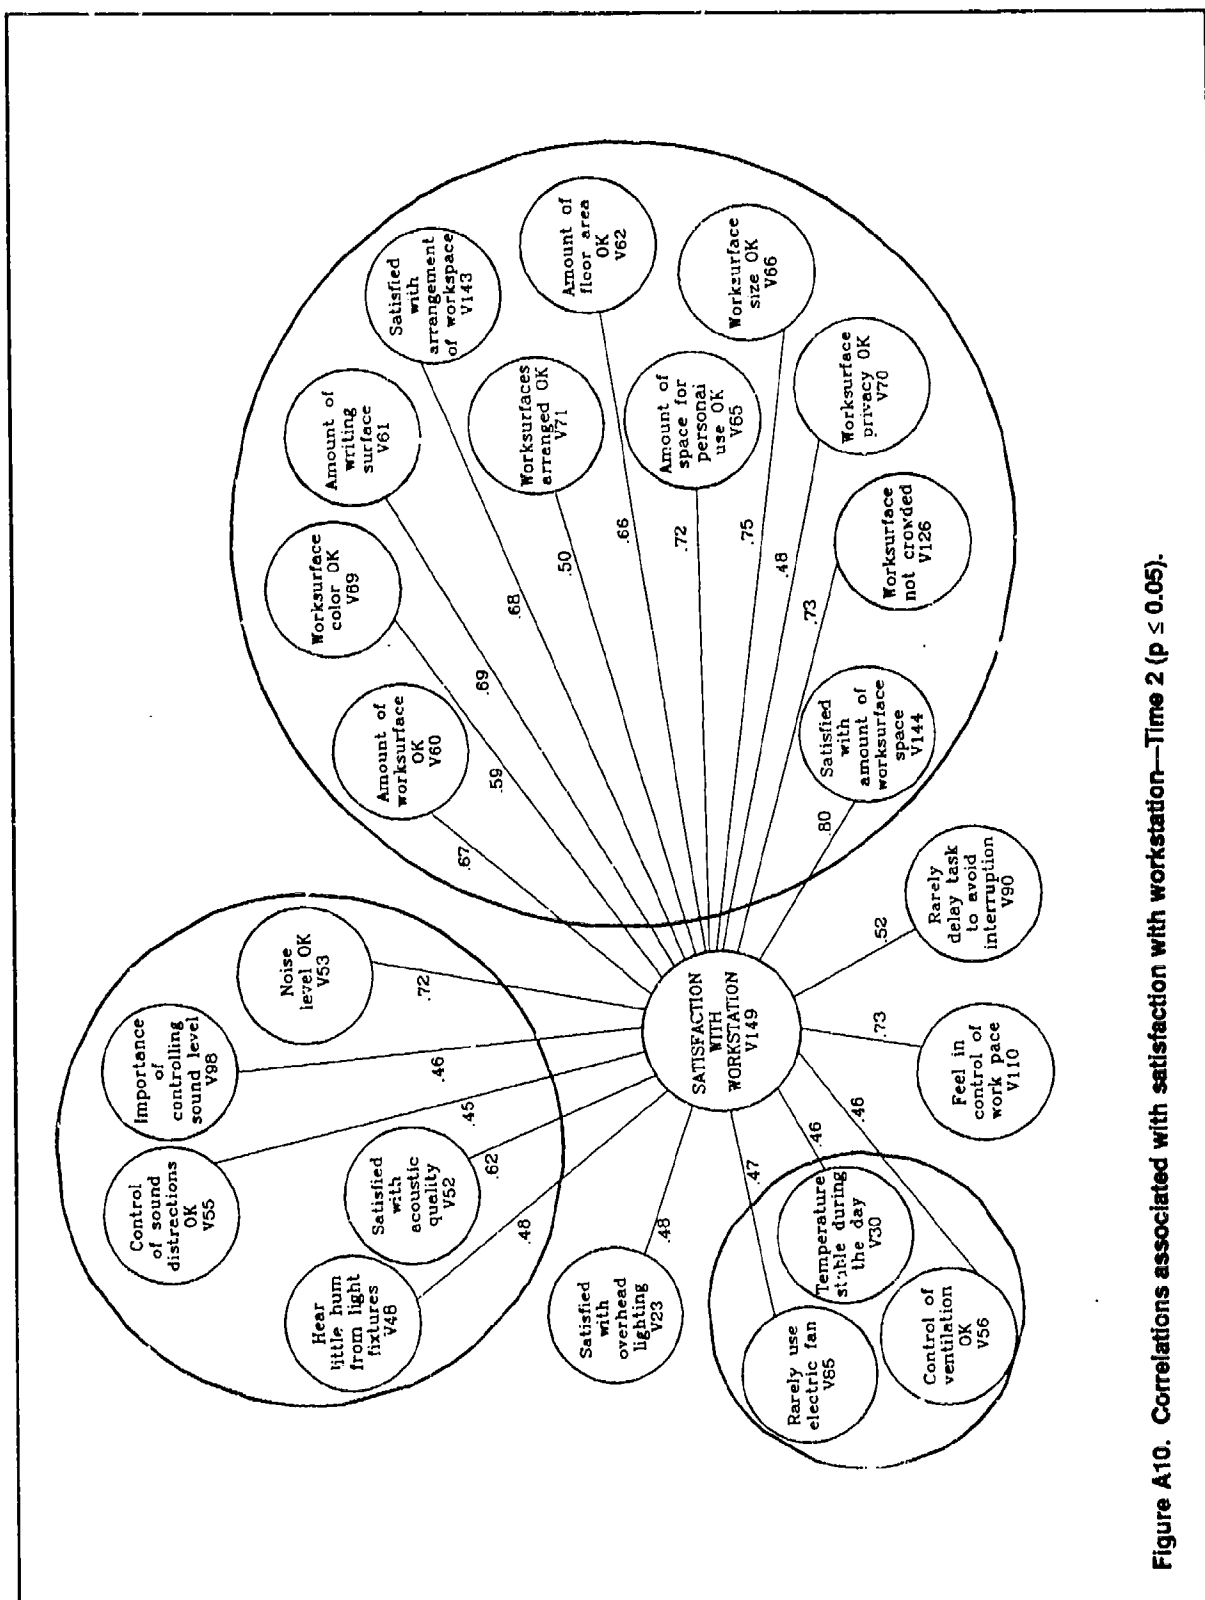 Importance
of
controlling
sound level
V98
Noise
level OK
V53
Control
of sound
distrections
OK
V55
Satisfied
with
acoustic
quality
V52
Hear
little hum
from light
fixtures
V48
.72
.46
.45
.62
.48
Amount of
worksurface
OK
V60
Worksurface
color OK
V69
Amount of
writing
surface
V61
Satisfied
with
arrangement
of workspace
V143
Worksurfaces
arranged OK
V71
Amount of
floor area
OK
V62
Amount of
space for
personal
use OK
V65
Worksurface
size OK
V66
Worksurface
privacy OK
V70
Worksurface
not crowded
V126
Satisfied
with
amount of
worksurface
space
V144
.67
.59
.69
.68
.50
.66
.72
.75
.48
.73
.80
SATISFACTION
WITH
WORKSTATION
V149
Satisfied
with
overhead
lighting
V23
.48
Rarely use
electric fan
V85
Temperature
stable during
the day
V30
Control of
ventilation
OK
V56
.47
.46
.46
Feel in
control of
work pace
V110
.73
Rarely
delay task
to avoid
interruption
V90
.52
Figure A10. Correlations associated with satisfaction with workstation—Time 2 (p ≤ 0.05).